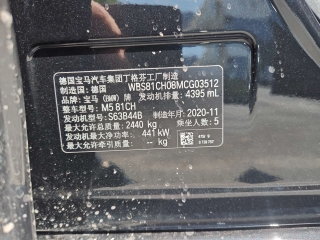 德国宝马汽车集团丁格芬工厂制造
制造国: 德国 WBS81CH08MCG03512
品牌: 宝马 (BMW) 牌 发动机排量: 4395 mL
整车型号: M5 81CH
发动机型号: S63B44B 制造年月: 2020-11
最大允许总质量: 2440 kg 乘坐人数: 5
发动机最大净功率: 441 kW
最大允许牵引质量: -- kg